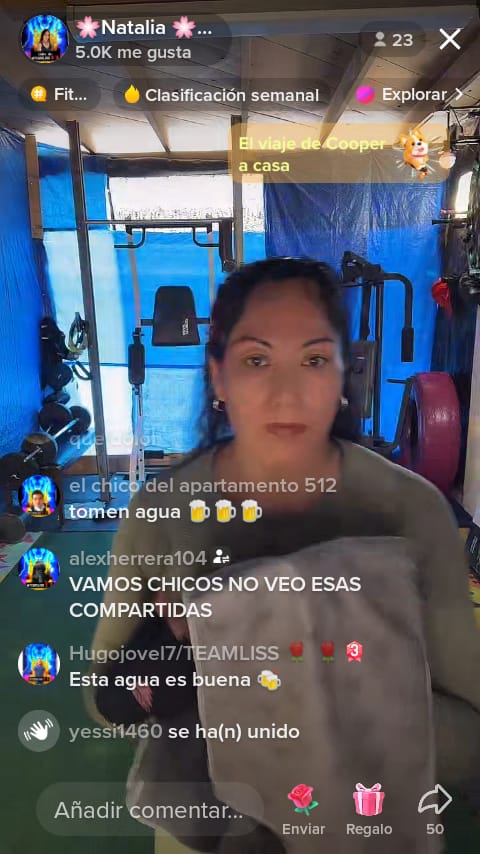 🌸Natalia 🌸...
5.0K me gusta
23
Fit...
Clasificación semanal
Explorar
El viaje de Cooper
a casa
que dolor
el chico del apartamento 512
tomen agua 🍺🍺🍺
alexherrera104
VAMOS CHICOS NO VEO ESAS
COMPARTIDAS
Hugojovel7/TEAMLISS 🌹 🌹 3
Esta agua es buena 🍻
yessi1460 se ha(n) unido
Añadir comentar...
Enviar
Regalo
50